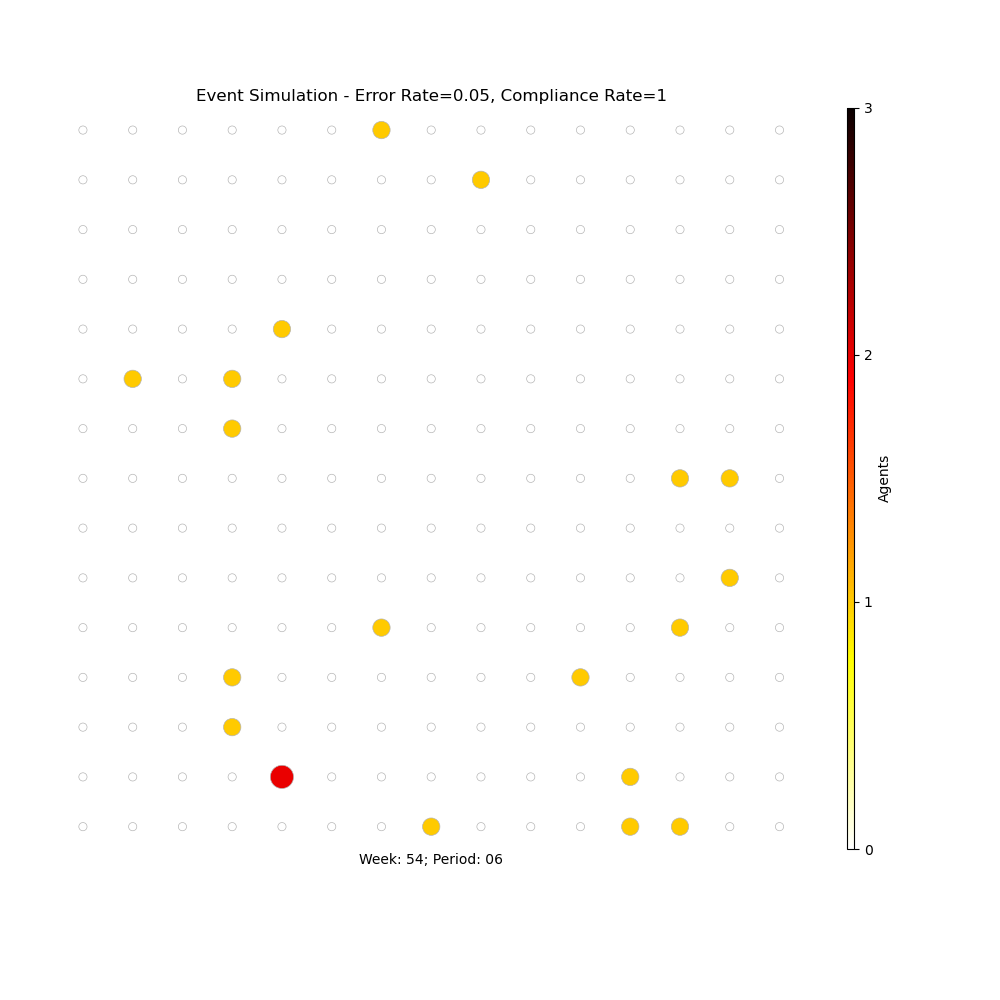 Event Simulation - Error Rate=0.05, Compliance Rate=1
3
2
Agents
1
0
Week: 54; Period: 06